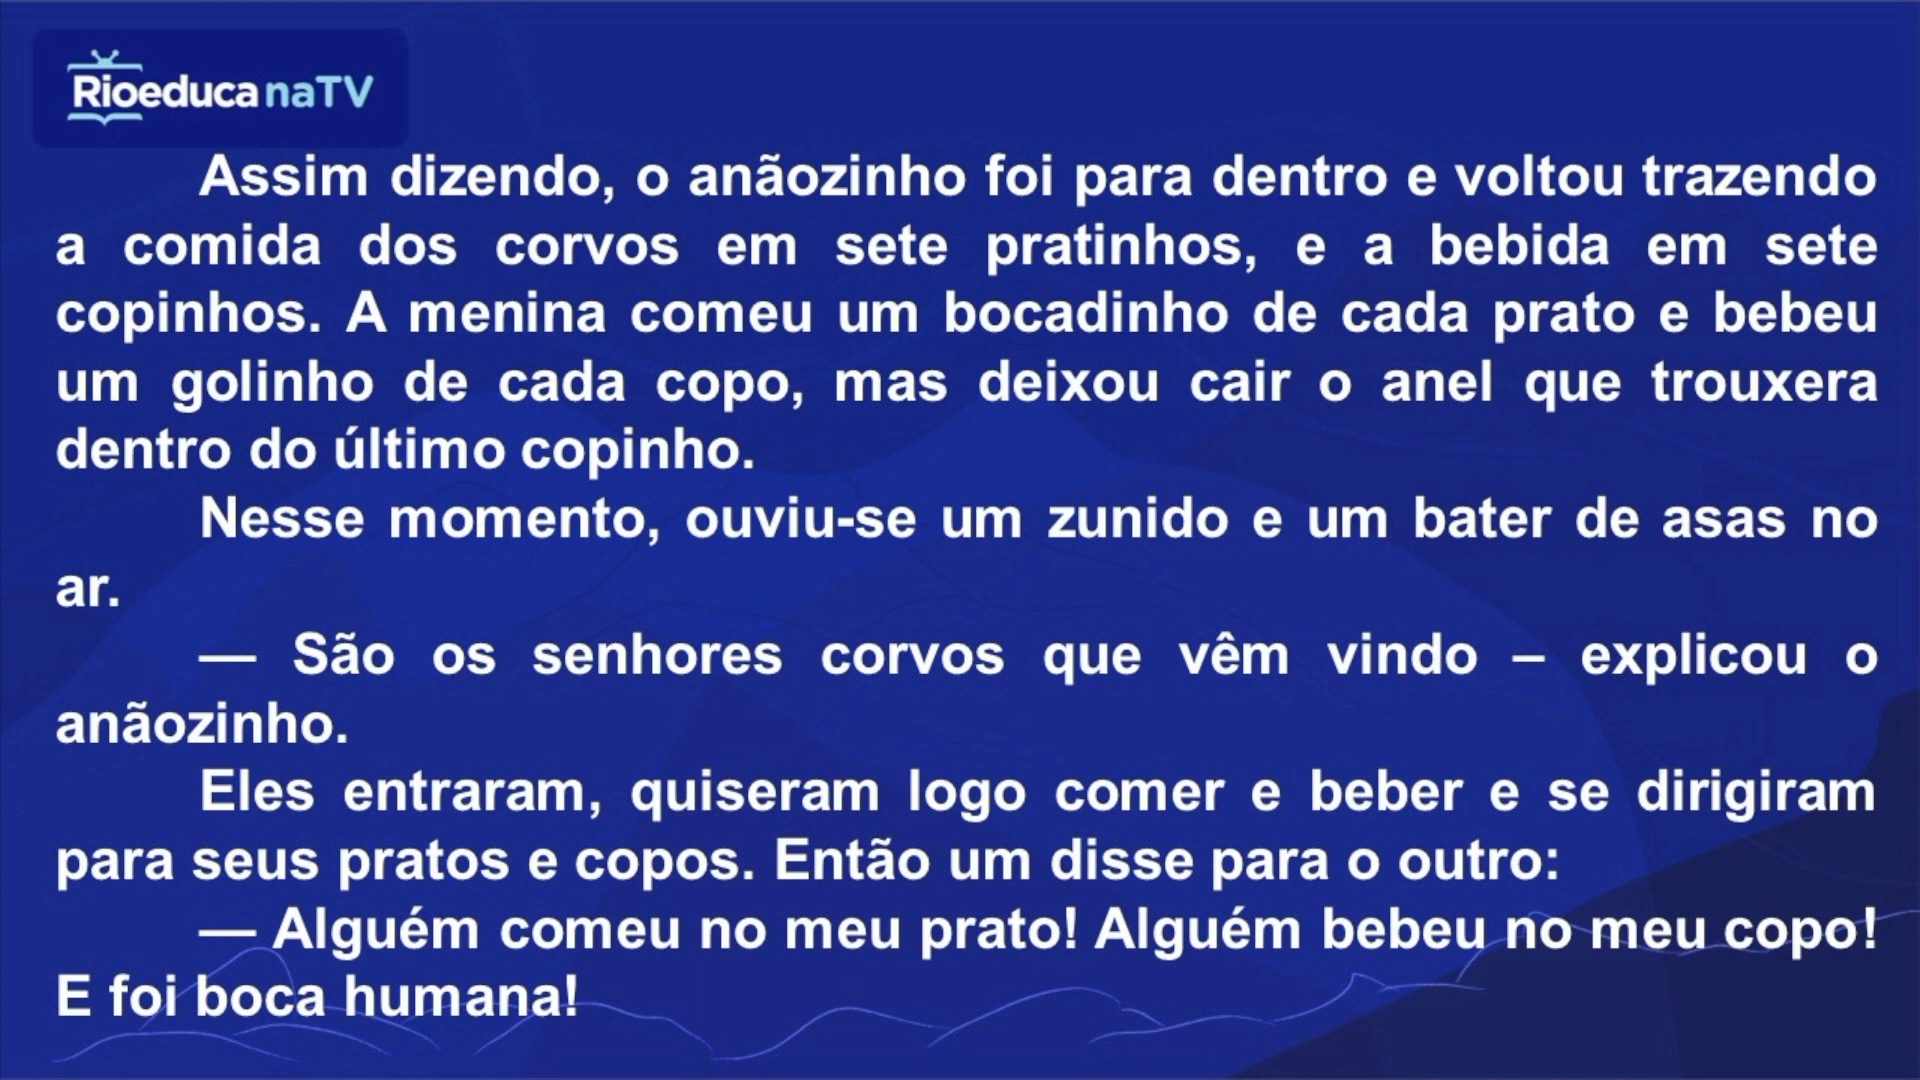 Rioeduca naTV
Assim dizendo, o anãozinho foi para dentro e voltou trazendo
a comida dos corvos em sete pratinhos, e a bebida em sete
copinhos. A menina comeu um bocadinho de cada prato e bebeu
um golinho de cada copo, mas deixou cair o anel que trouxera
dentro do último copinho.
Nesse momento, ouviu-se um zunido e um bater de asas no
ar.
— São os senhores corvos que vêm vindo – explicou o
anãozinho.
Eles entraram, quiseram logo comer e beber e se dirigiram
para seus pratos e copos. Então um disse para o outro:
— Alguém comeu no meu prato! Alguém bebeu no meu copo!
E foi boca humana!